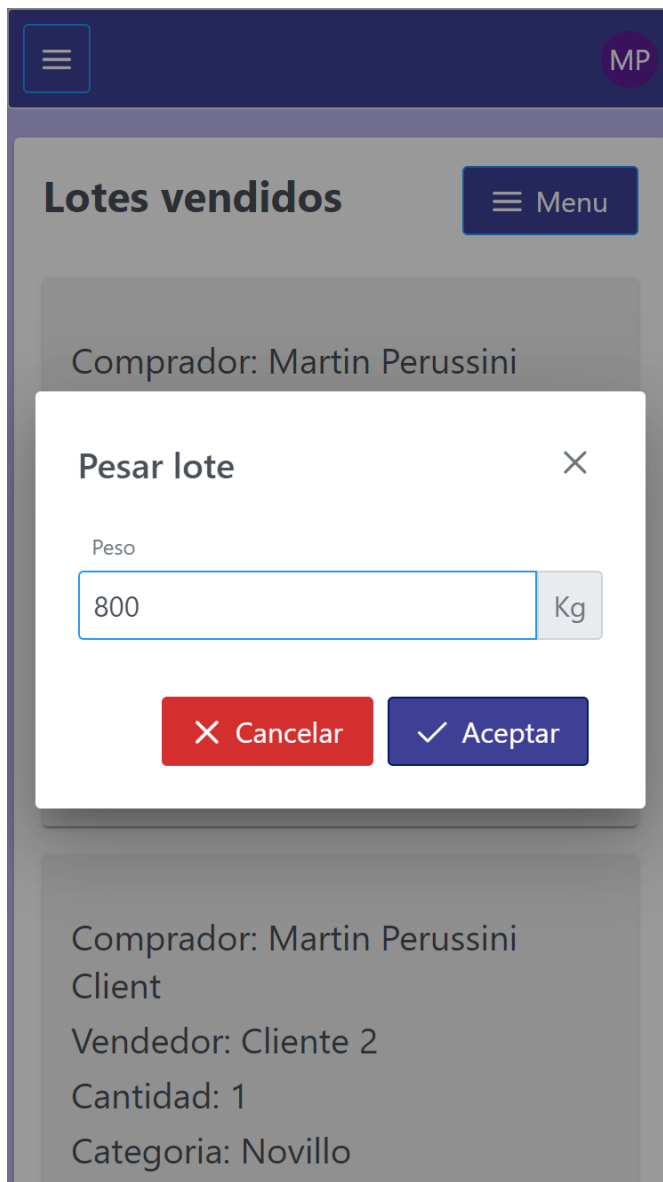 MP
Lotes vendidos
Menu
Comprador: Martin Perussini
Pesar lote
Peso
800
Kg
Cancelar
Aceptar
Comprador: Martin Perussini
Client
Vendedor: Cliente 2
Cantidad: 1
Categoria: Novillo